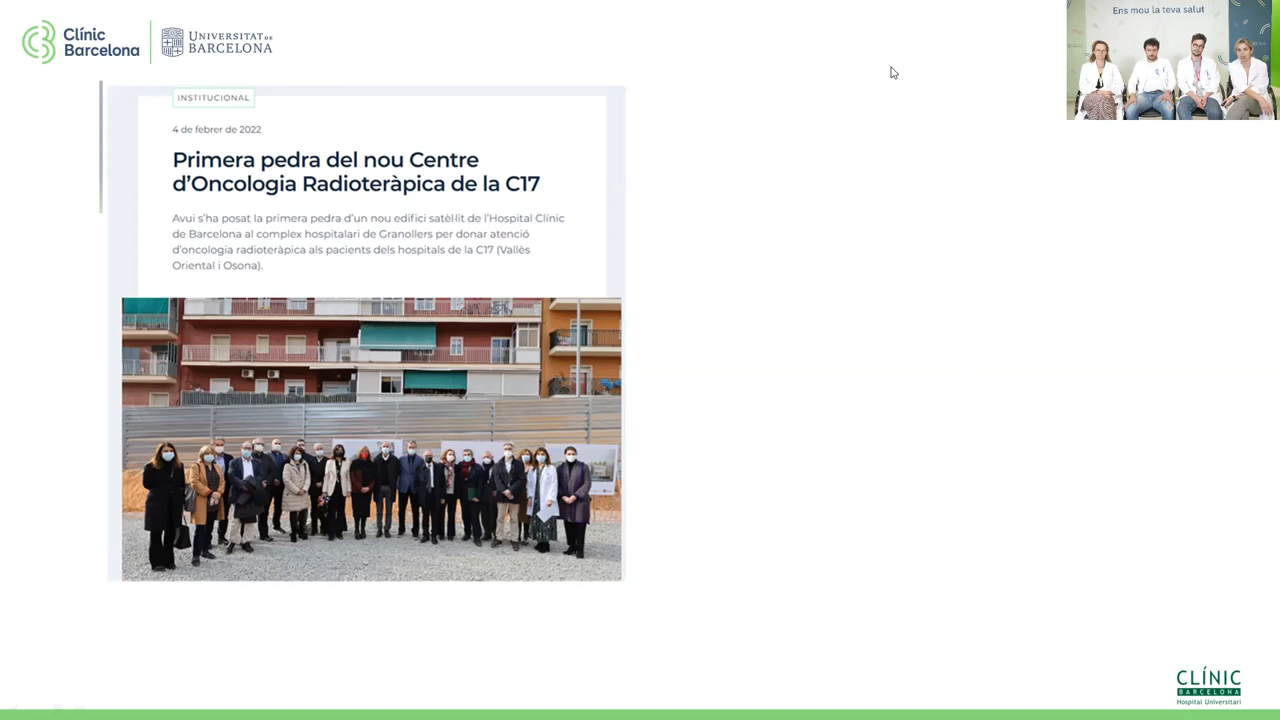 Clínic
Barcelona
UNIVERSITAT DE
BARCELONA
Ens mou la teva salut
INSTITUCIONAL
4 de febrer de 2022
Primera pedra del nou Centre
d'Oncologia Radioteràpica de la C17
Avui s'ha posat la primera pedra d'un nou edifici satèl·lit de l'Hospital Clínic
de Barcelona al complex hospitalari de Granollers per donar atenció
d'oncologia radioteràpica als pacients dels hospitals de la C17 (Vallès
Oriental i Osona).
CLÍNIC
BARCELONA
Hospital Universitari